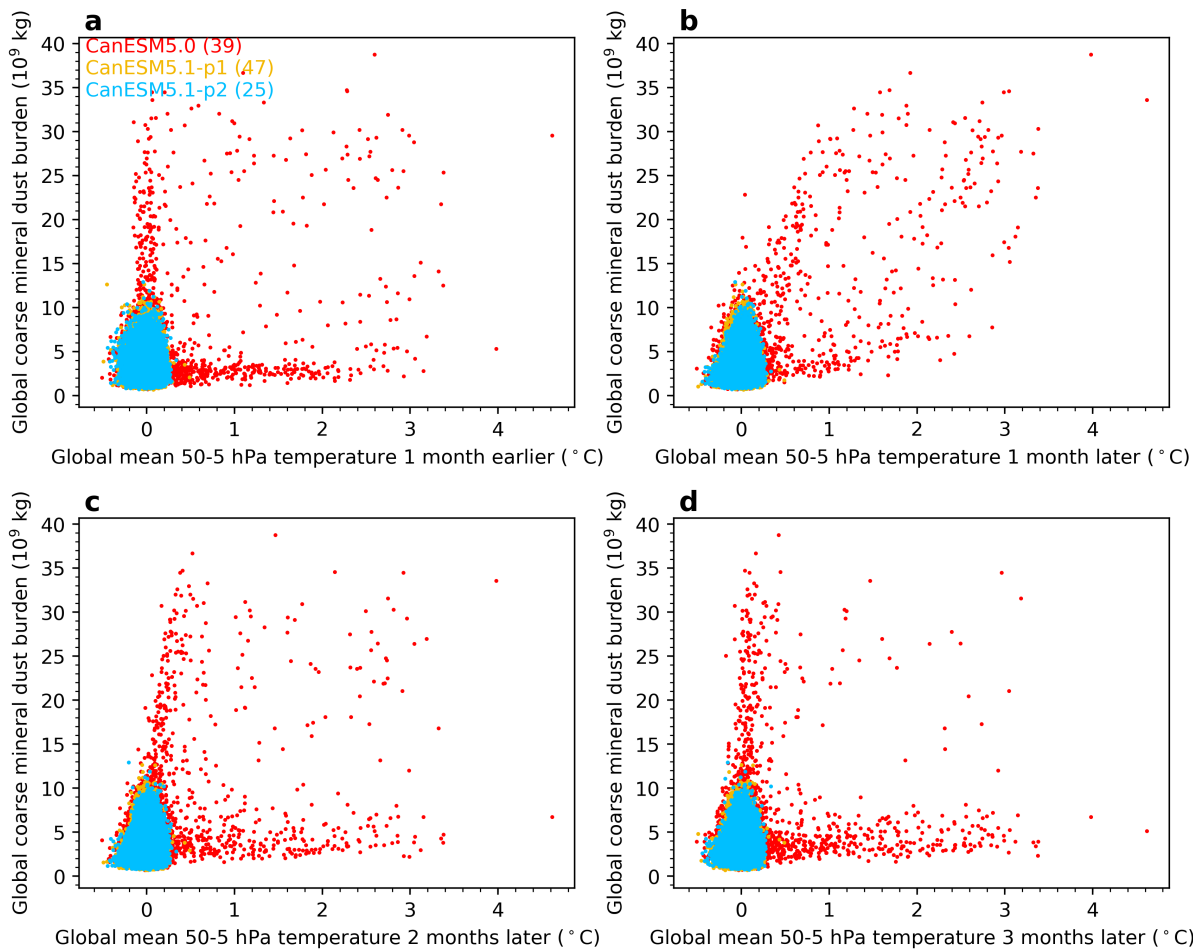 a
CanESM5.0 (39)
CanESM5.1-p1 (47)
CanESM5.1-p2 (25)
Global coarse mineral dust burden (10⁹ kg)
40
35
30
25
20
15
10
5
0
0 1 2 3 4
Global mean 50-5 hPa temperature 1 month earlier (°C)
b
Global coarse mineral dust burden (10⁹ kg)
40
35
30
25
20
15
10
5
0
0 1 2 3 4
Global mean 50-5 hPa temperature 1 month later (°C)
c
Global coarse mineral dust burden (10⁹ kg)
40
35
30
25
20
15
10
5
0
0 1 2 3 4
Global mean 50-5 hPa temperature 2 months later (°C)
d
Global coarse mineral dust burden (10⁹ kg)
40
35
30
25
20
15
10
5
0
0 1 2 3 4
Global mean 50-5 hPa temperature 3 months later (°C)